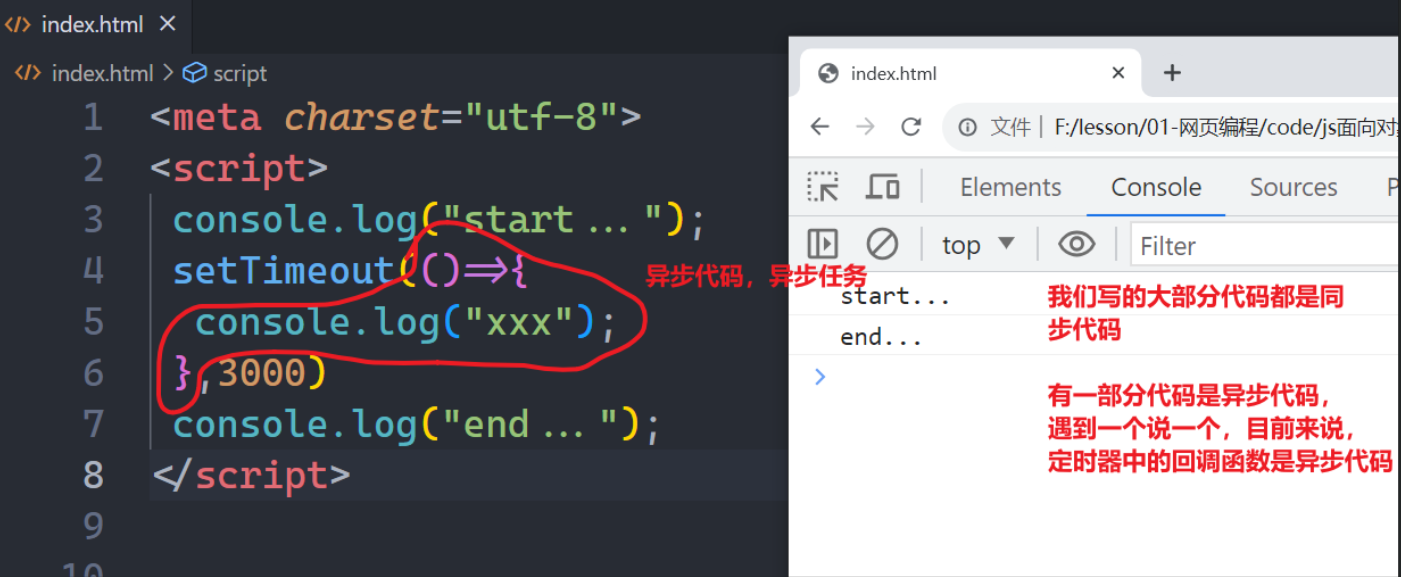 index.html
index.html > script
1 <meta charset="utf-8">
2 <script>
3 console.log("start...");
4 setTimeout(()=>{
5 console.log("xxx");
6 },3000)
7 console.log("end...");
8 </script>
9
10
异步代码，异步任务
index.html
文件 | F:/lesson/01-网页编程/code/js面向对
Elements Console Sources P
top Filter
start...
end...
我们写的大部分代码都是同
步代码
有一部分代码是异步代码，
遇到一个说一个，目前来说，
定时器中的回调函数是异步代码